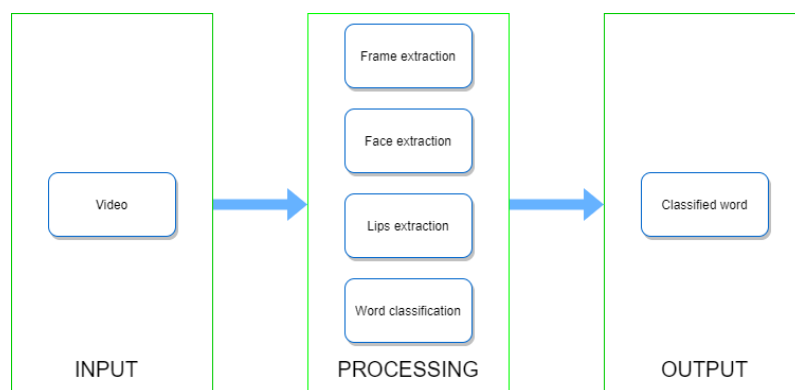 Video
INPUT
Frame extraction
Face extraction
Lips extraction
Word classification
PROCESSING
Classified word
OUTPUT